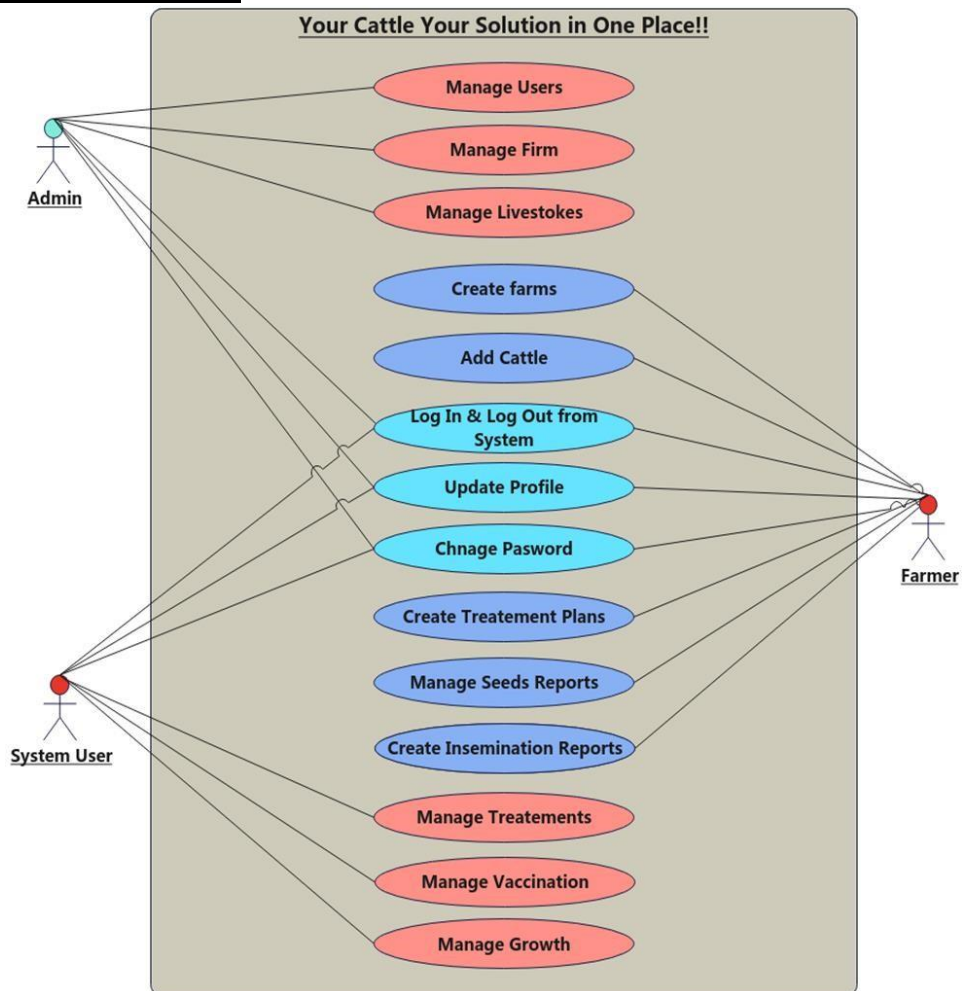 Your Cattle Your Solution in One Place!!
Manage Users
Manage Firm
Admin
Manage Livestokes
Create farms
Add Cattle
Log In & Log Out from
System
Update Profile
Chnage Pasword
Farmer
Create Treatement Plans
Manage Seeds Reports
System User
Create Insemination Reports
Manage Treatements
Manage Vaccination
Manage Growth